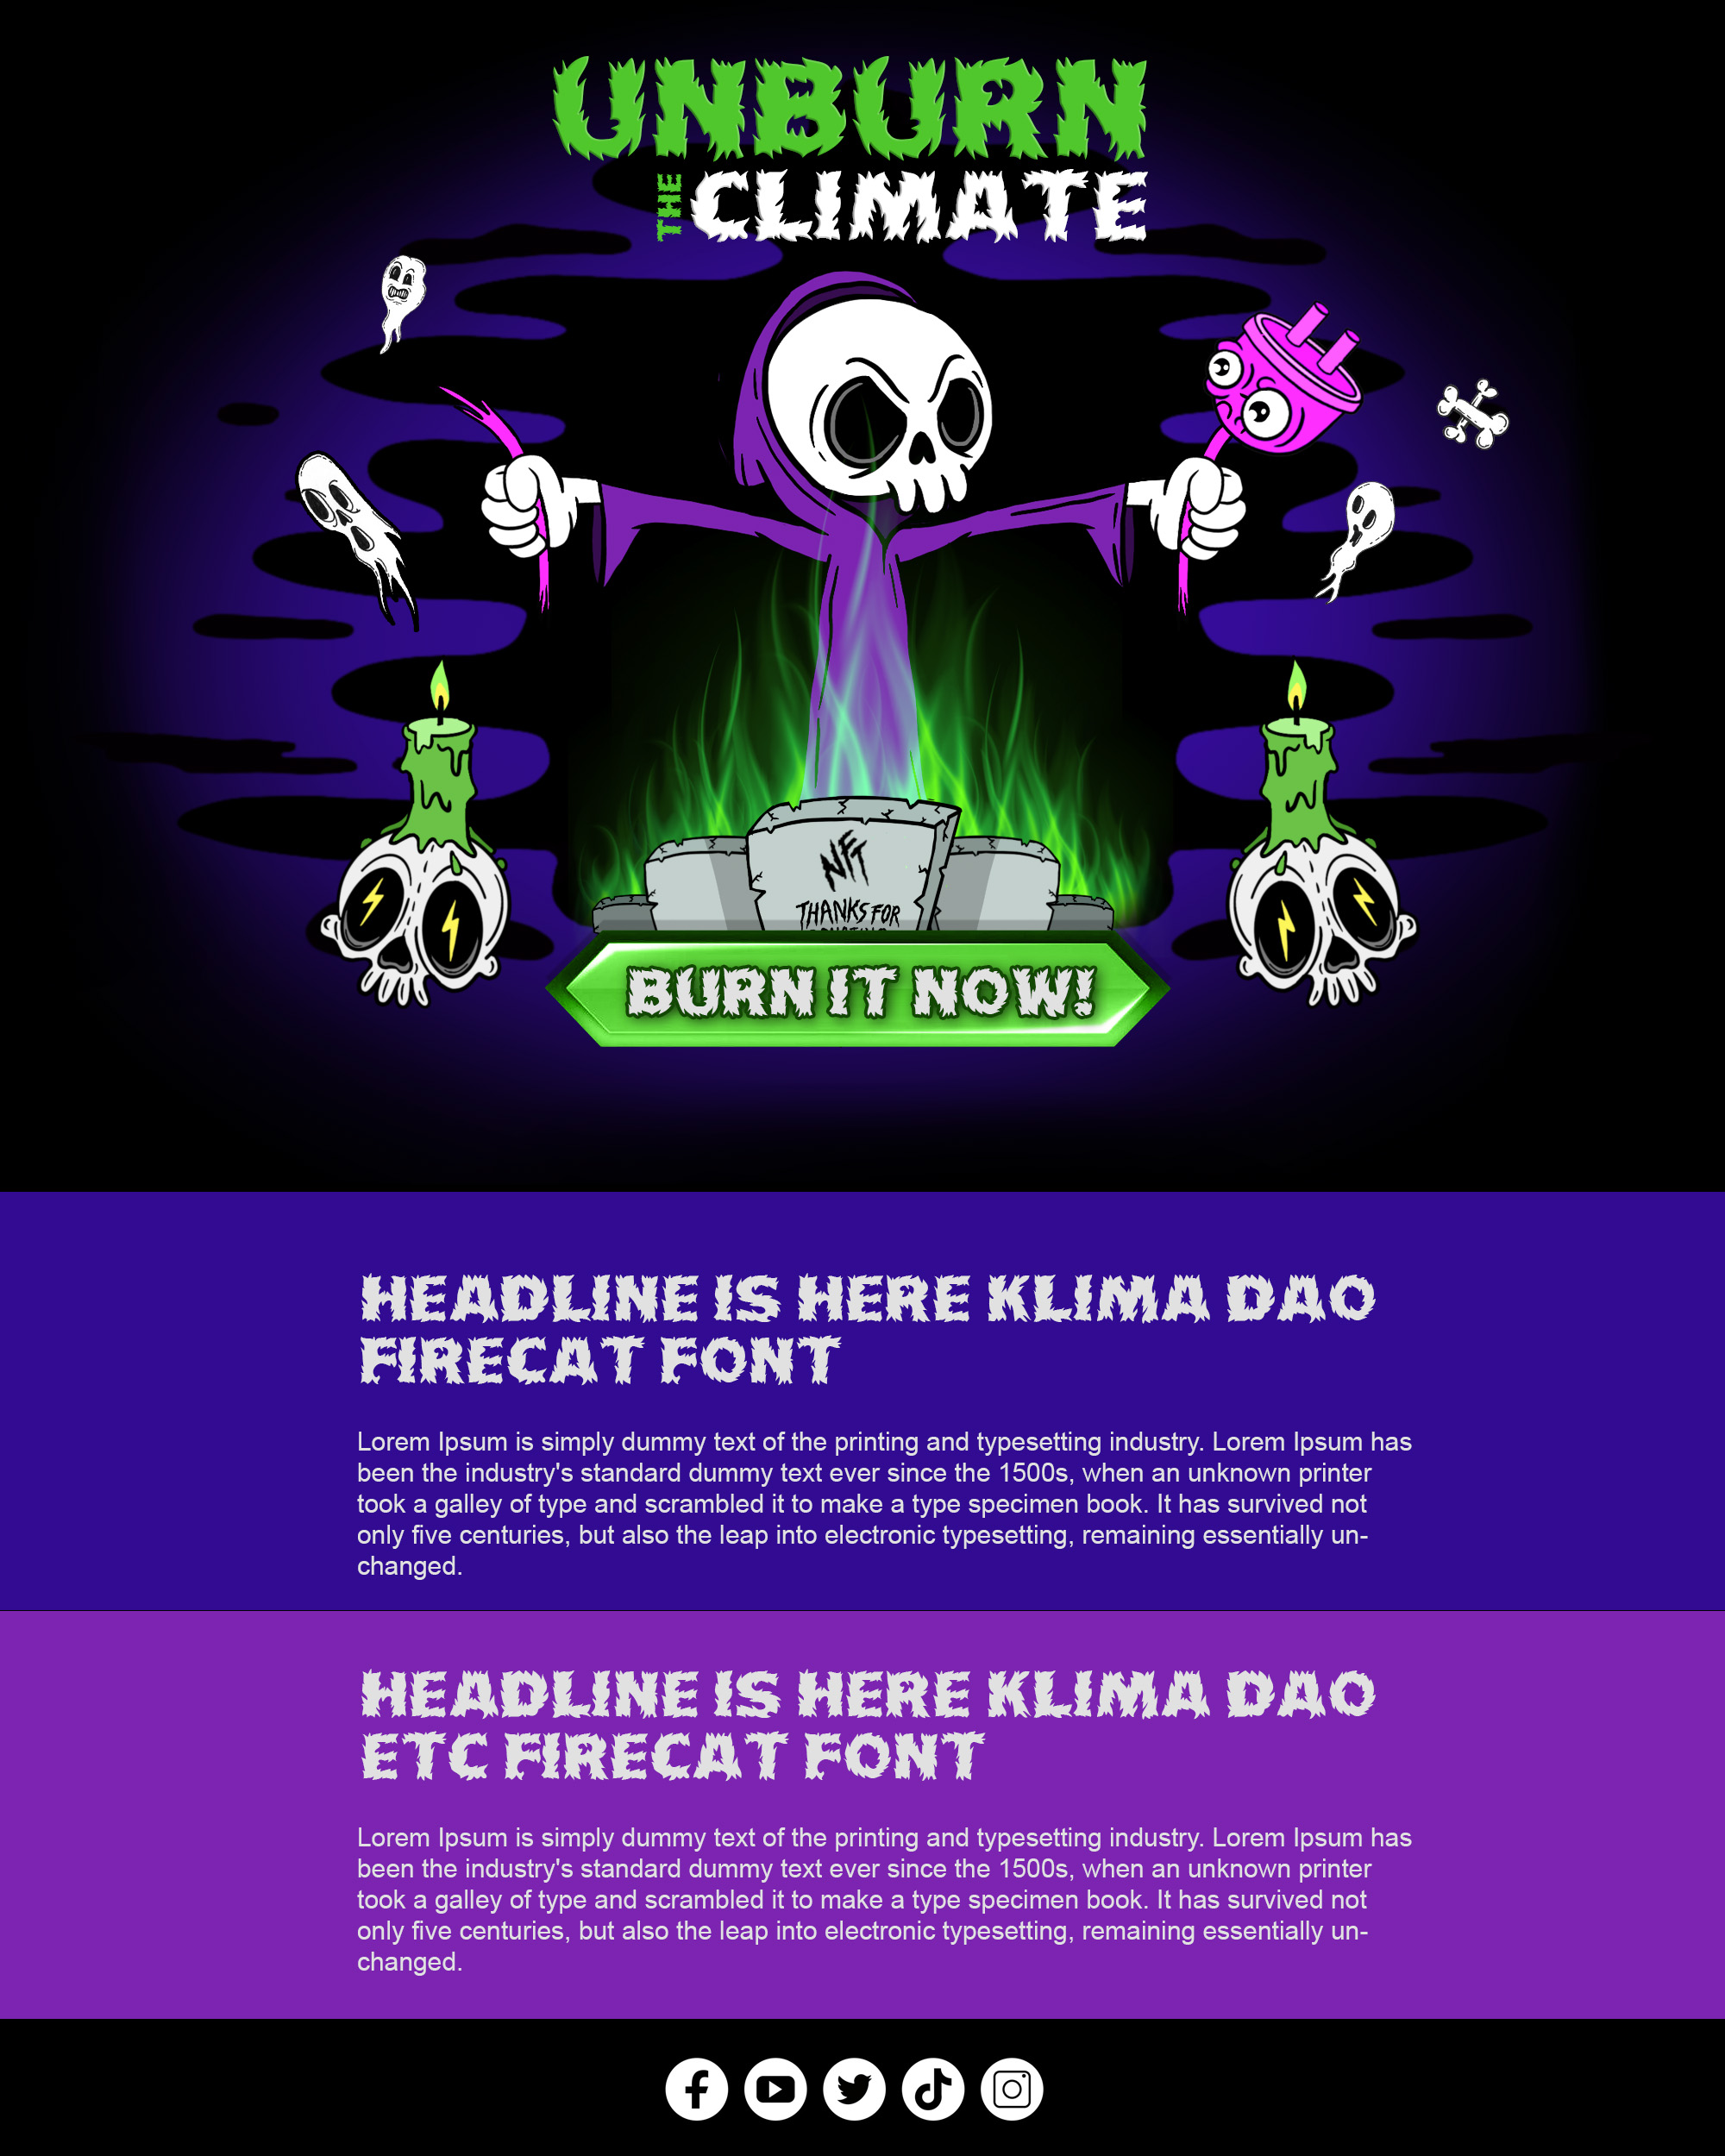 UNBURN
THE CLIMATE
NFT
THANKS FOR
BURN IT NOW!
HEADLINE IS HERE KLIMA DAO
FIRECAT FONT
Lorem Ipsum is simply dummy text of the printing and typesetting industry. Lorem Ipsum has
been the industry's standard dummy text ever since the 1500s, when an unknown printer
took a galley of type and scrambled it to make a type specimen book. It has survived not
only five centuries, but also the leap into electronic typesetting, remaining essentially un-
changed.
HEADLINE IS HERE KLIMA DAO
ETC FIRECAT FONT
Lorem Ipsum is simply dummy text of the printing and typesetting industry. Lorem Ipsum has
been the industry's standard dummy text ever since the 1500s, when an unknown printer
took a galley of type and scrambled it to make a type specimen book. It has survived not
only five centuries, but also the leap into electronic typesetting, remaining essentially un-
changed.